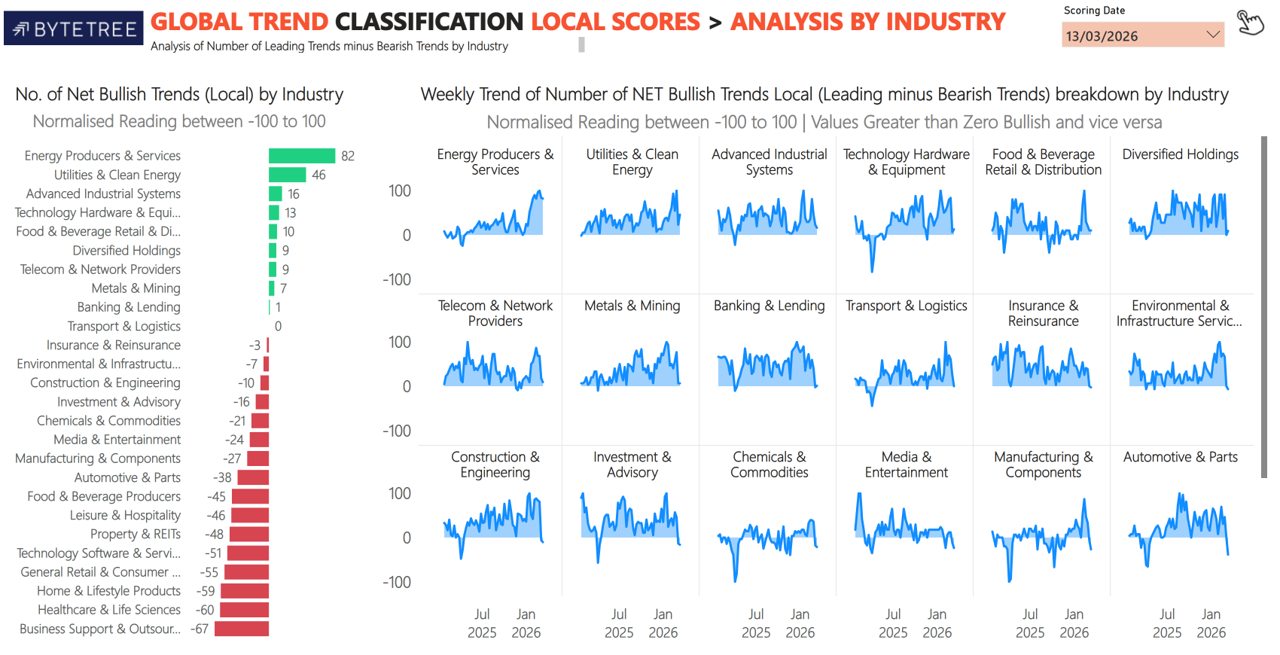 BYTETREE
GLOBAL TREND CLASSIFICATION LOCAL SCORES > ANALYSIS BY INDUSTRY
Analysis of Number of Leading Trends minus Bearish Trends by Industry
Scoring Date
13/03/2026
No. of Net Bullish Trends (Local) by Industry
Normalised Reading between -100 to 100
Energy Producers & Services 82
Utilities & Clean Energy 46
Advanced Industrial Systems 16
Technology Hardware & Equi... 13
Food & Beverage Retail & Di... 10
Diversified Holdings 9
Telecom & Network Providers 9
Metals & Mining 7
Banking & Lending 1
Transport & Logistics 0
Insurance & Reinsurance -3
Environmental & Infrastructu... -7
Construction & Engineering -10
Investment & Advisory -16
Chemicals & Commodities -21
Media & Entertainment -24
Manufacturing & Components -27
Automotive & Parts -38
Food & Beverage Producers -45
Leisure & Hospitality -46
Property & REITs -48
Technology Software & Servi... -51
General Retail & Consumer ... -55
Home & Lifestyle Products -59
Healthcare & Life Sciences -60
Business Support & Outsour... -67
Weekly Trend of Number of NET Bullish Trends Local (Leading minus Bearish Trends) breakdown by Industry
Normalised Reading between -100 to 100 | Values Greater than Zero Bullish and vice versa
Energy Producers & Services
Utilities & Clean Energy
Advanced Industrial Systems
Technology Hardware & Equipment
Food & Beverage Retail & Distribution
Diversified Holdings
100
0
-100
Telecom & Network Providers
Metals & Mining
Banking & Lending
Transport & Logistics
Insurance & Reinsurance
Environmental & Infrastructure Servic...
100
0
-100
Construction & Engineering
Investment & Advisory
Chemicals & Commodities
Media & Entertainment
Manufacturing & Components
Automotive & Parts
100
0
-100
Jul Jan Jul Jan Jul Jan Jul Jan Jul Jan Jul Jan
2025 2026 2025 2026 2025 2026 2025 2026 2025 2026 2025 2026